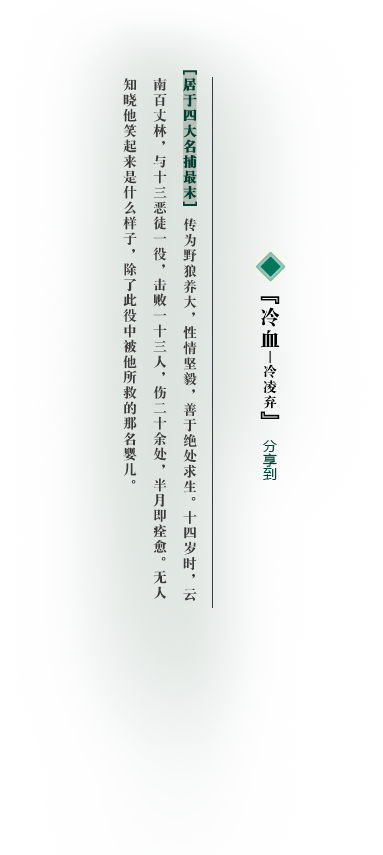 『冷血—冷凌弃』
分享到
【居于四大名捕最末】 传为野狼养大，性情坚毅，善于绝处求生。十四岁时，云
南百丈林，与十三恶徒一役，击败一十三人，伤二十余处，半月即痊愈。无人
知晓他笑起来是什么样子，除了此役中被他所救的那名婴儿。